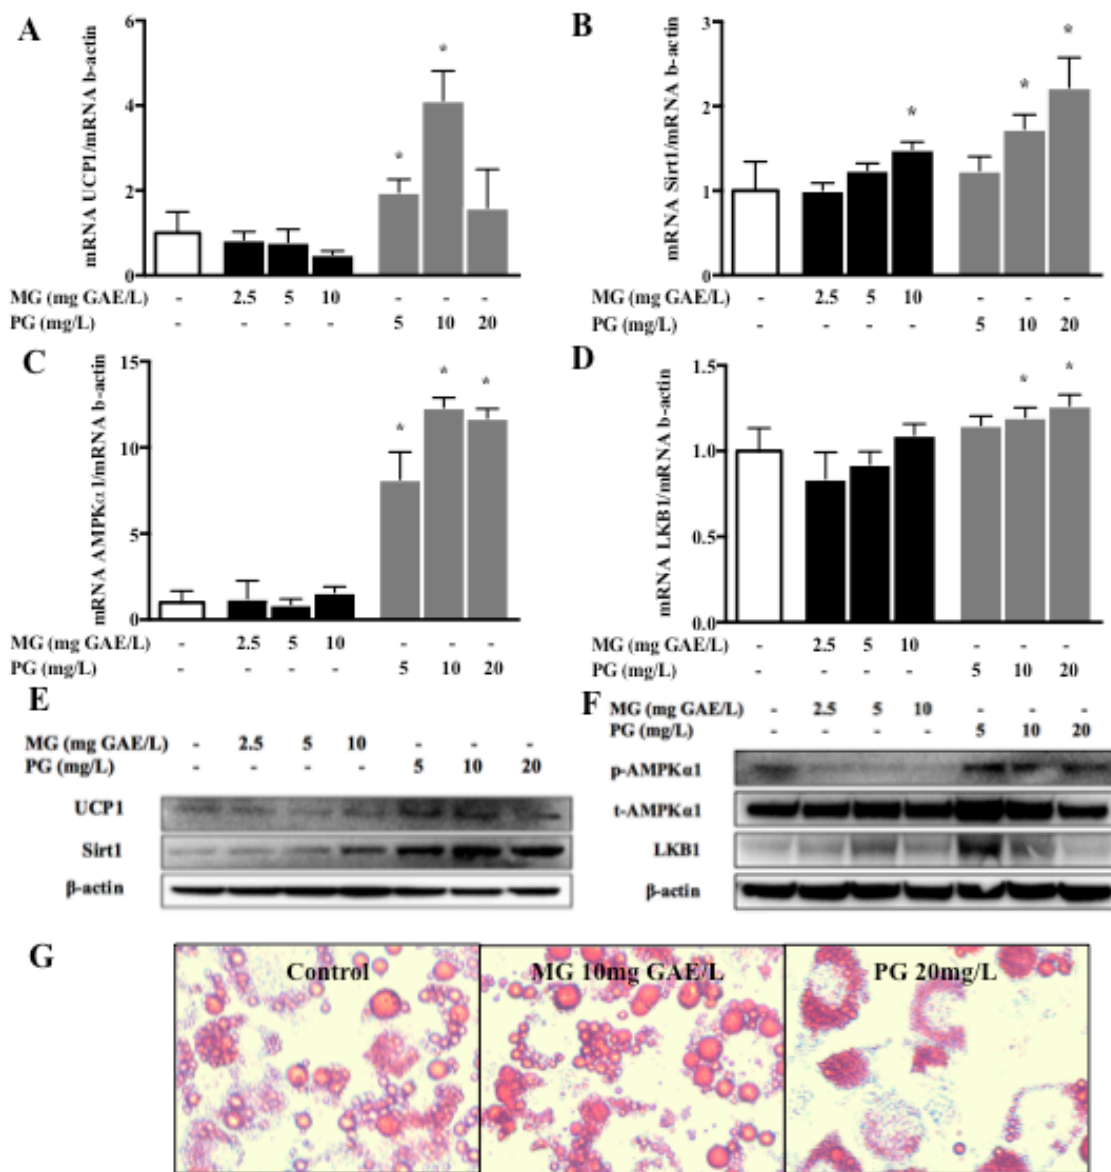 A
mRNA UCP1/mRNA b-actin
6
4
2
0
* *
MG (mg GAE/L) - 2.5 5 10 - - -
PG (mg/L) - - - - 5 10 20
B
mRNA Sirt1/mRNA b-actin
3
2
1
0
* * *
MG (mg GAE/L) - 2.5 5 10 - - -
PG (mg/L) - - - - 5 10 20
C
mRNA AMPKα1/mRNA b-actin
15
10
5
0
* * *
MG (mg GAE/L) - 2.5 5 10 - - -
PG (mg/L) - - - - 5 10 20
D
mRNA LKB1/mRNA b-actin
1.5
1.0
0.5
0.0
* *
MG (mg GAE/L) - 2.5 5 10 - - -
PG (mg/L) - - - - 5 10 20
E
MG (mg GAE/L) - 2.5 5 10 - - -
PG (mg/L) - - - - 5 10 20
UCP1
Sirt1
β-actin
F
MG (mg GAE/L) - 2.5 5 10 - - -
PG (mg/L) - - - - 5 10 20
p-AMPKα1
t-AMPKα1
LKB1
β-actin
G
Control
MG 10mg GAE/L
PG 20mg/L